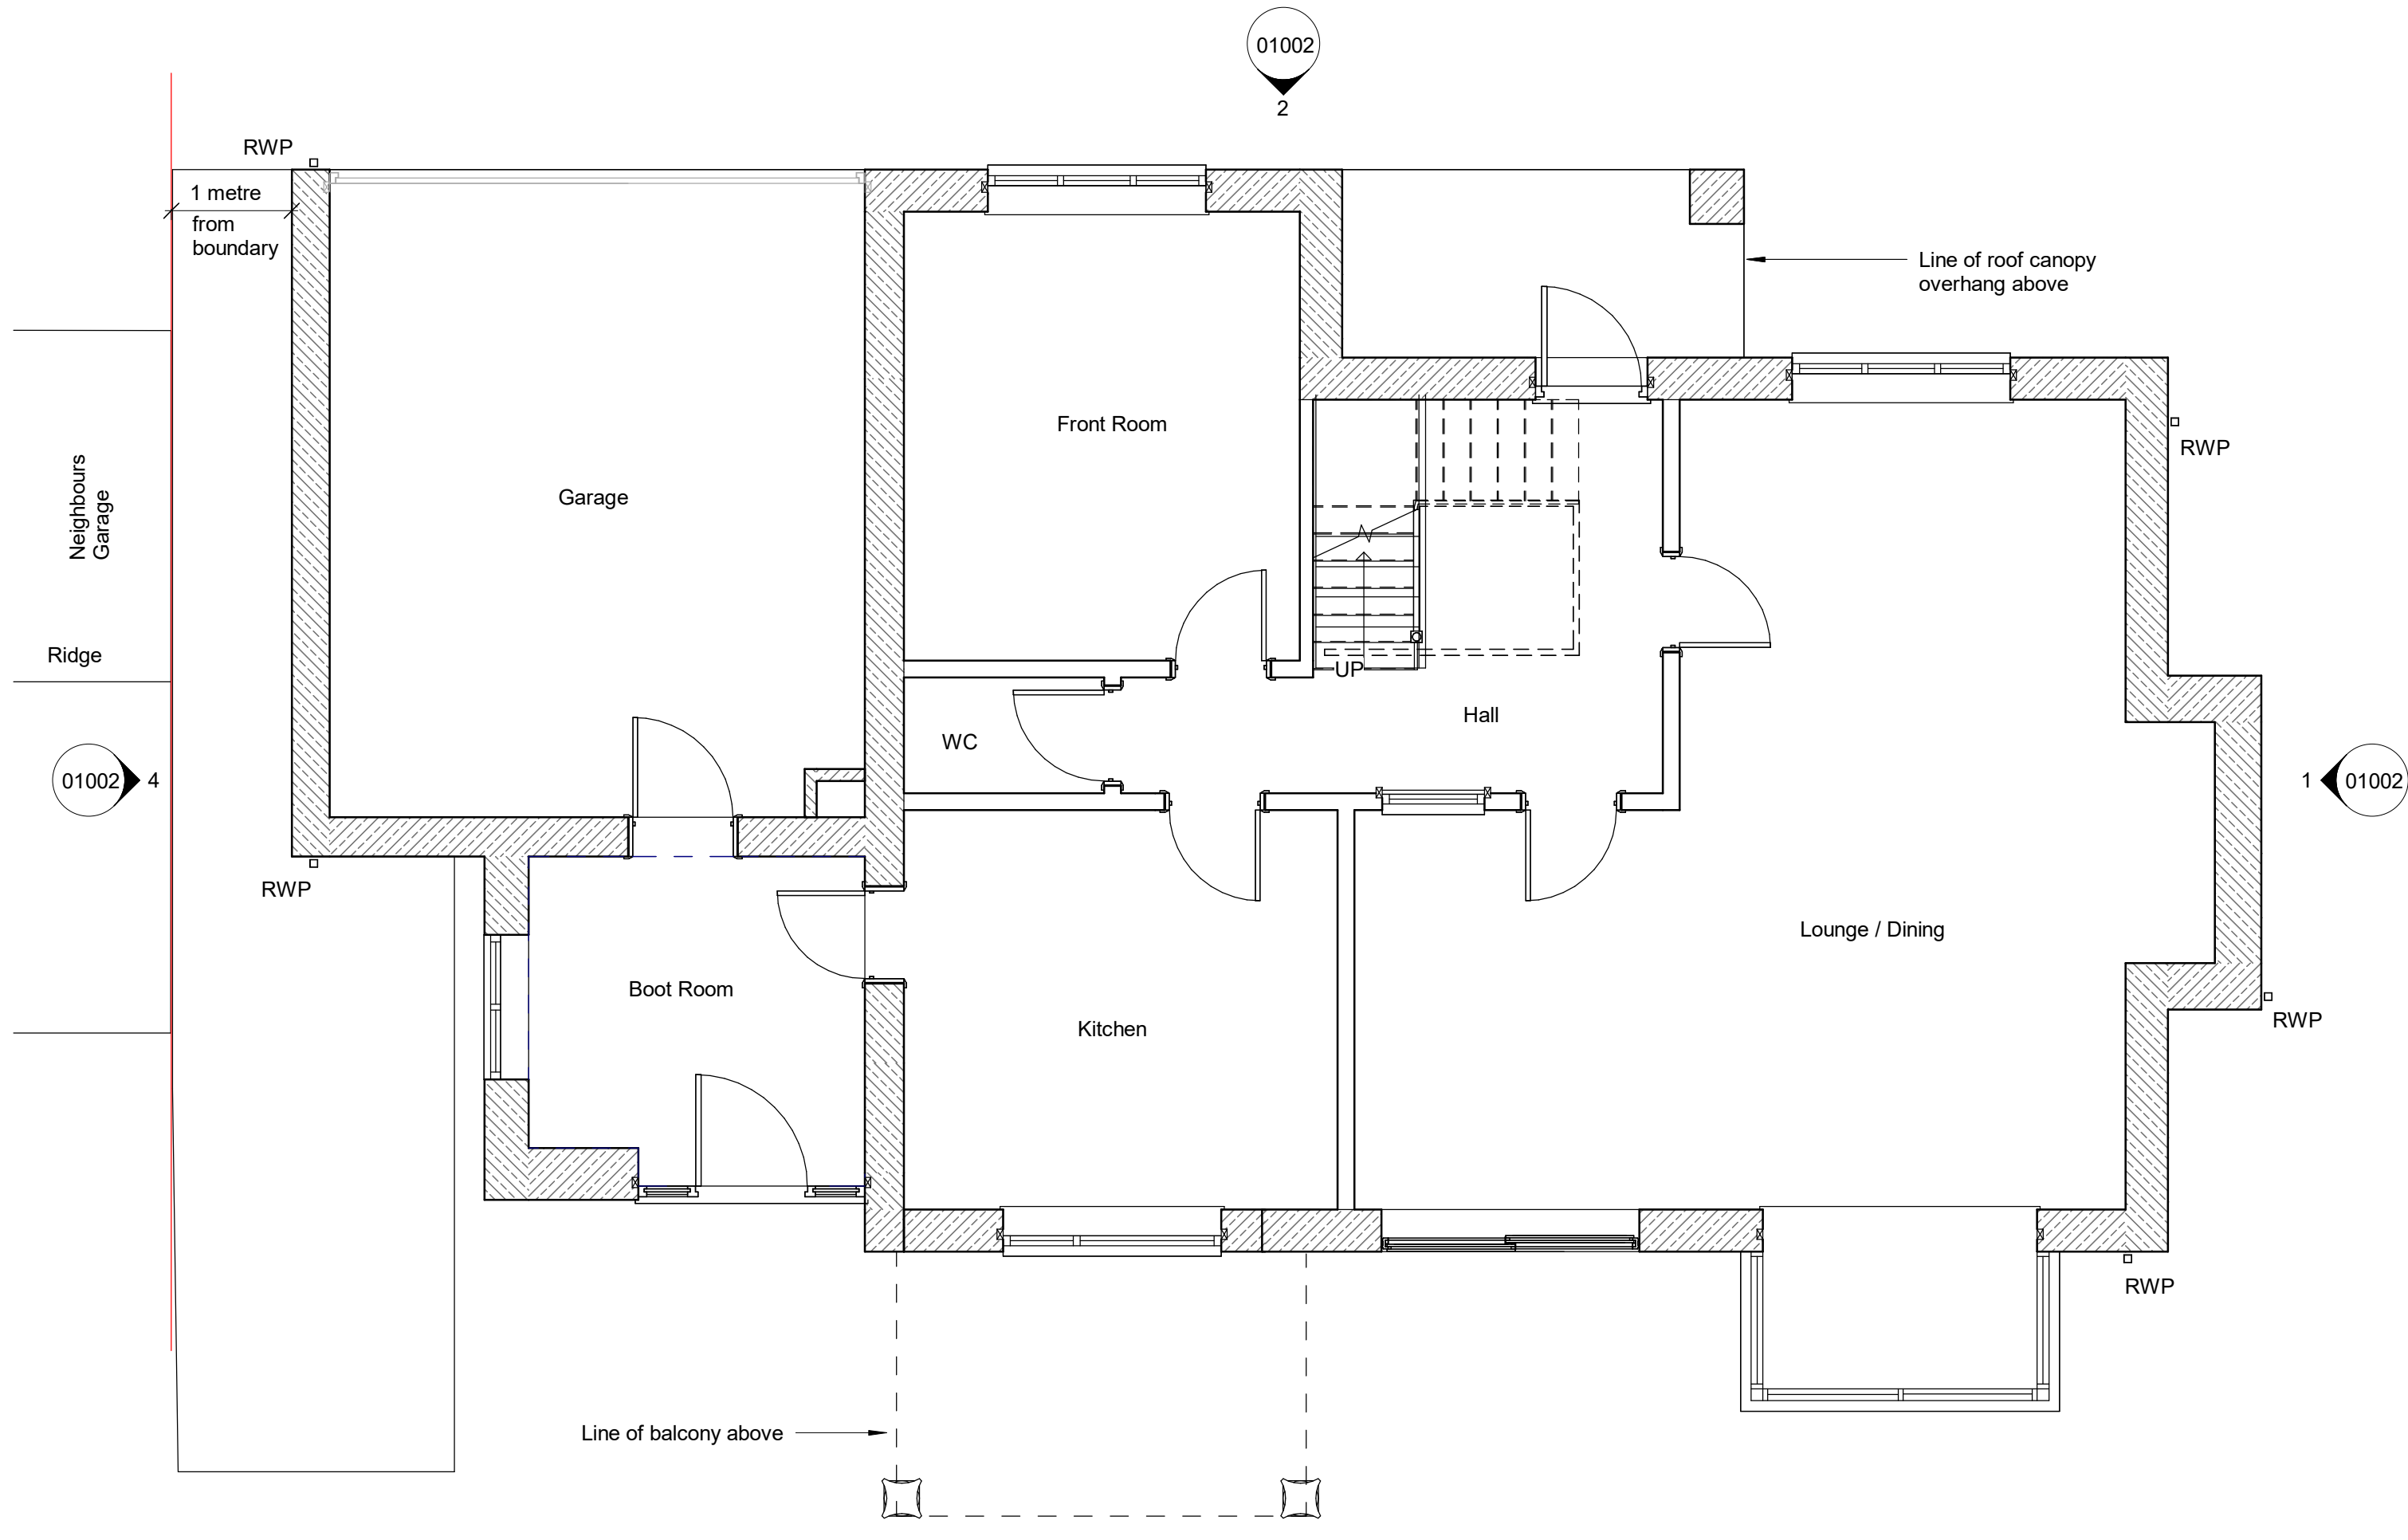 01002
2
RWP
1 metre
from
boundary
Line of roof canopy
overhang above
Front Room
RWP
Garage
Neighbours
Garage
Ridge
UP
Hall
WC
01002
4
1
01002
RWP
Lounge / Dining
Boot Room
Kitchen
RWP
RWP
Line of balcony above